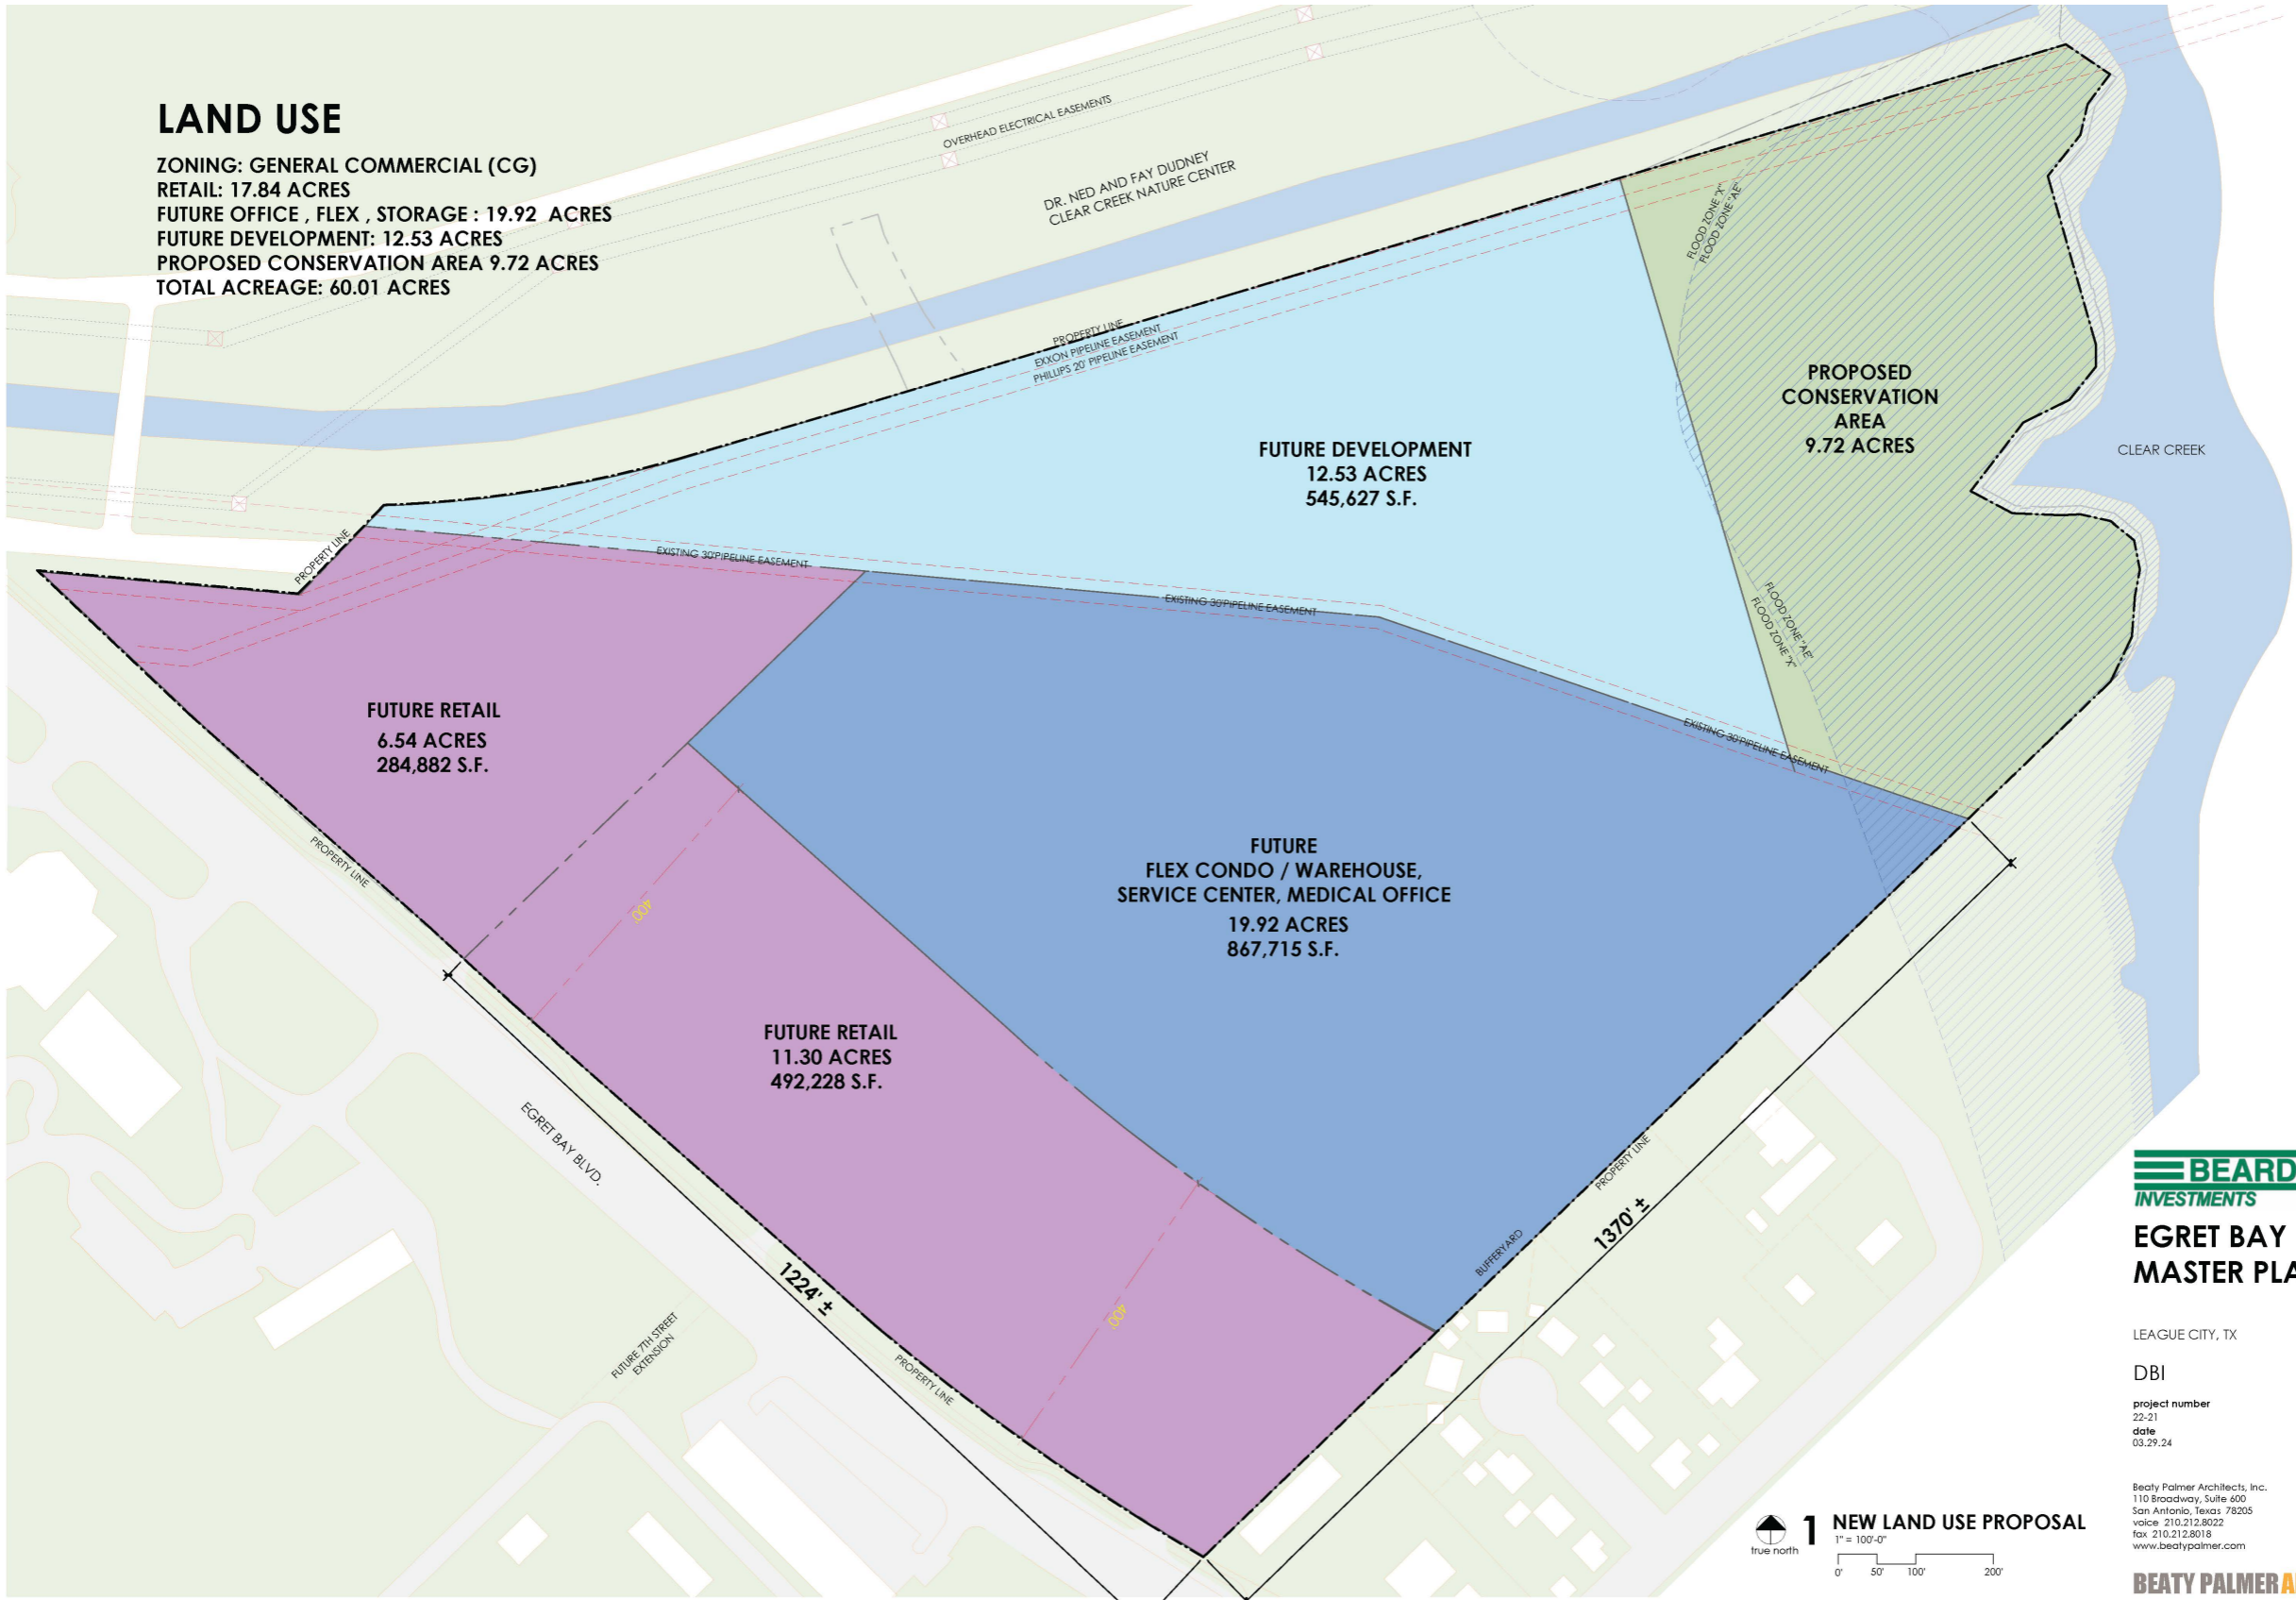 LAND USE
ZONING: GENERAL COMMERCIAL (CG)
RETAIL: 17.84 ACRES
FUTURE OFFICE , FLEX , STORAGE : 19.92 ACRES
FUTURE DEVELOPMENT: 12.53 ACRES
PROPOSED CONSERVATION AREA 9.72 ACRES
TOTAL ACREAGE: 60.01 ACRES
OVERHEAD ELECTRICAL EASEMENTS
DR. NED AND FAY DUDNEY
CLEAR CREEK NATURE CENTER
FLOOD ZONE "X"
FLOOD ZONE "AE"
PROPERTY LINE
EXXON PIPELINE EASEMENT
PHILLIPS 20' PIPELINE EASEMENT
PROPOSED
CONSERVATION
AREA
9.72 ACRES
CLEAR CREEK
FUTURE DEVELOPMENT
12.53 ACRES
545,627 S.F.
PROPERTY LINE
EXISTING 30'PIPELINE EASEMENT
EXISTING 30'PIPELINE EASEMENT
FLOOD ZONE "AE"
FLOOD ZONE "X"
EXISTING 30'PIPELINE EASEMENT
FUTURE RETAIL
6.54 ACRES
284,882 S.F.
PROPERTY LINE
400'
FUTURE
FLEX CONDO / WAREHOUSE,
SERVICE CENTER, MEDICAL OFFICE
19.92 ACRES
867,715 S.F.
FUTURE RETAIL
11.30 ACRES
492,228 S.F.
EGRET BAY BLVD.
PROPERTY LINE
1370' ±
BUFFERYARD
1224' ±
400'
FUTURE 7TH STREET
EXTENSION
PROPERTY LINE
BEARD
INVESTMENTS
EGRET BAY
MASTER PLA
LEAGUE CITY, TX
DBI
project number
22-21
date
03.29.24
Beaty Palmer Architects, Inc.
110 Broadway, Suite 600
San Antonio, Texas 78205
voice 210.212.8022
fax 210.212.8018
www.beatypalmer.com
BEATY PALMER A
true north
1
NEW LAND USE PROPOSAL
1" = 100'-0"
0' 50' 100' 200'